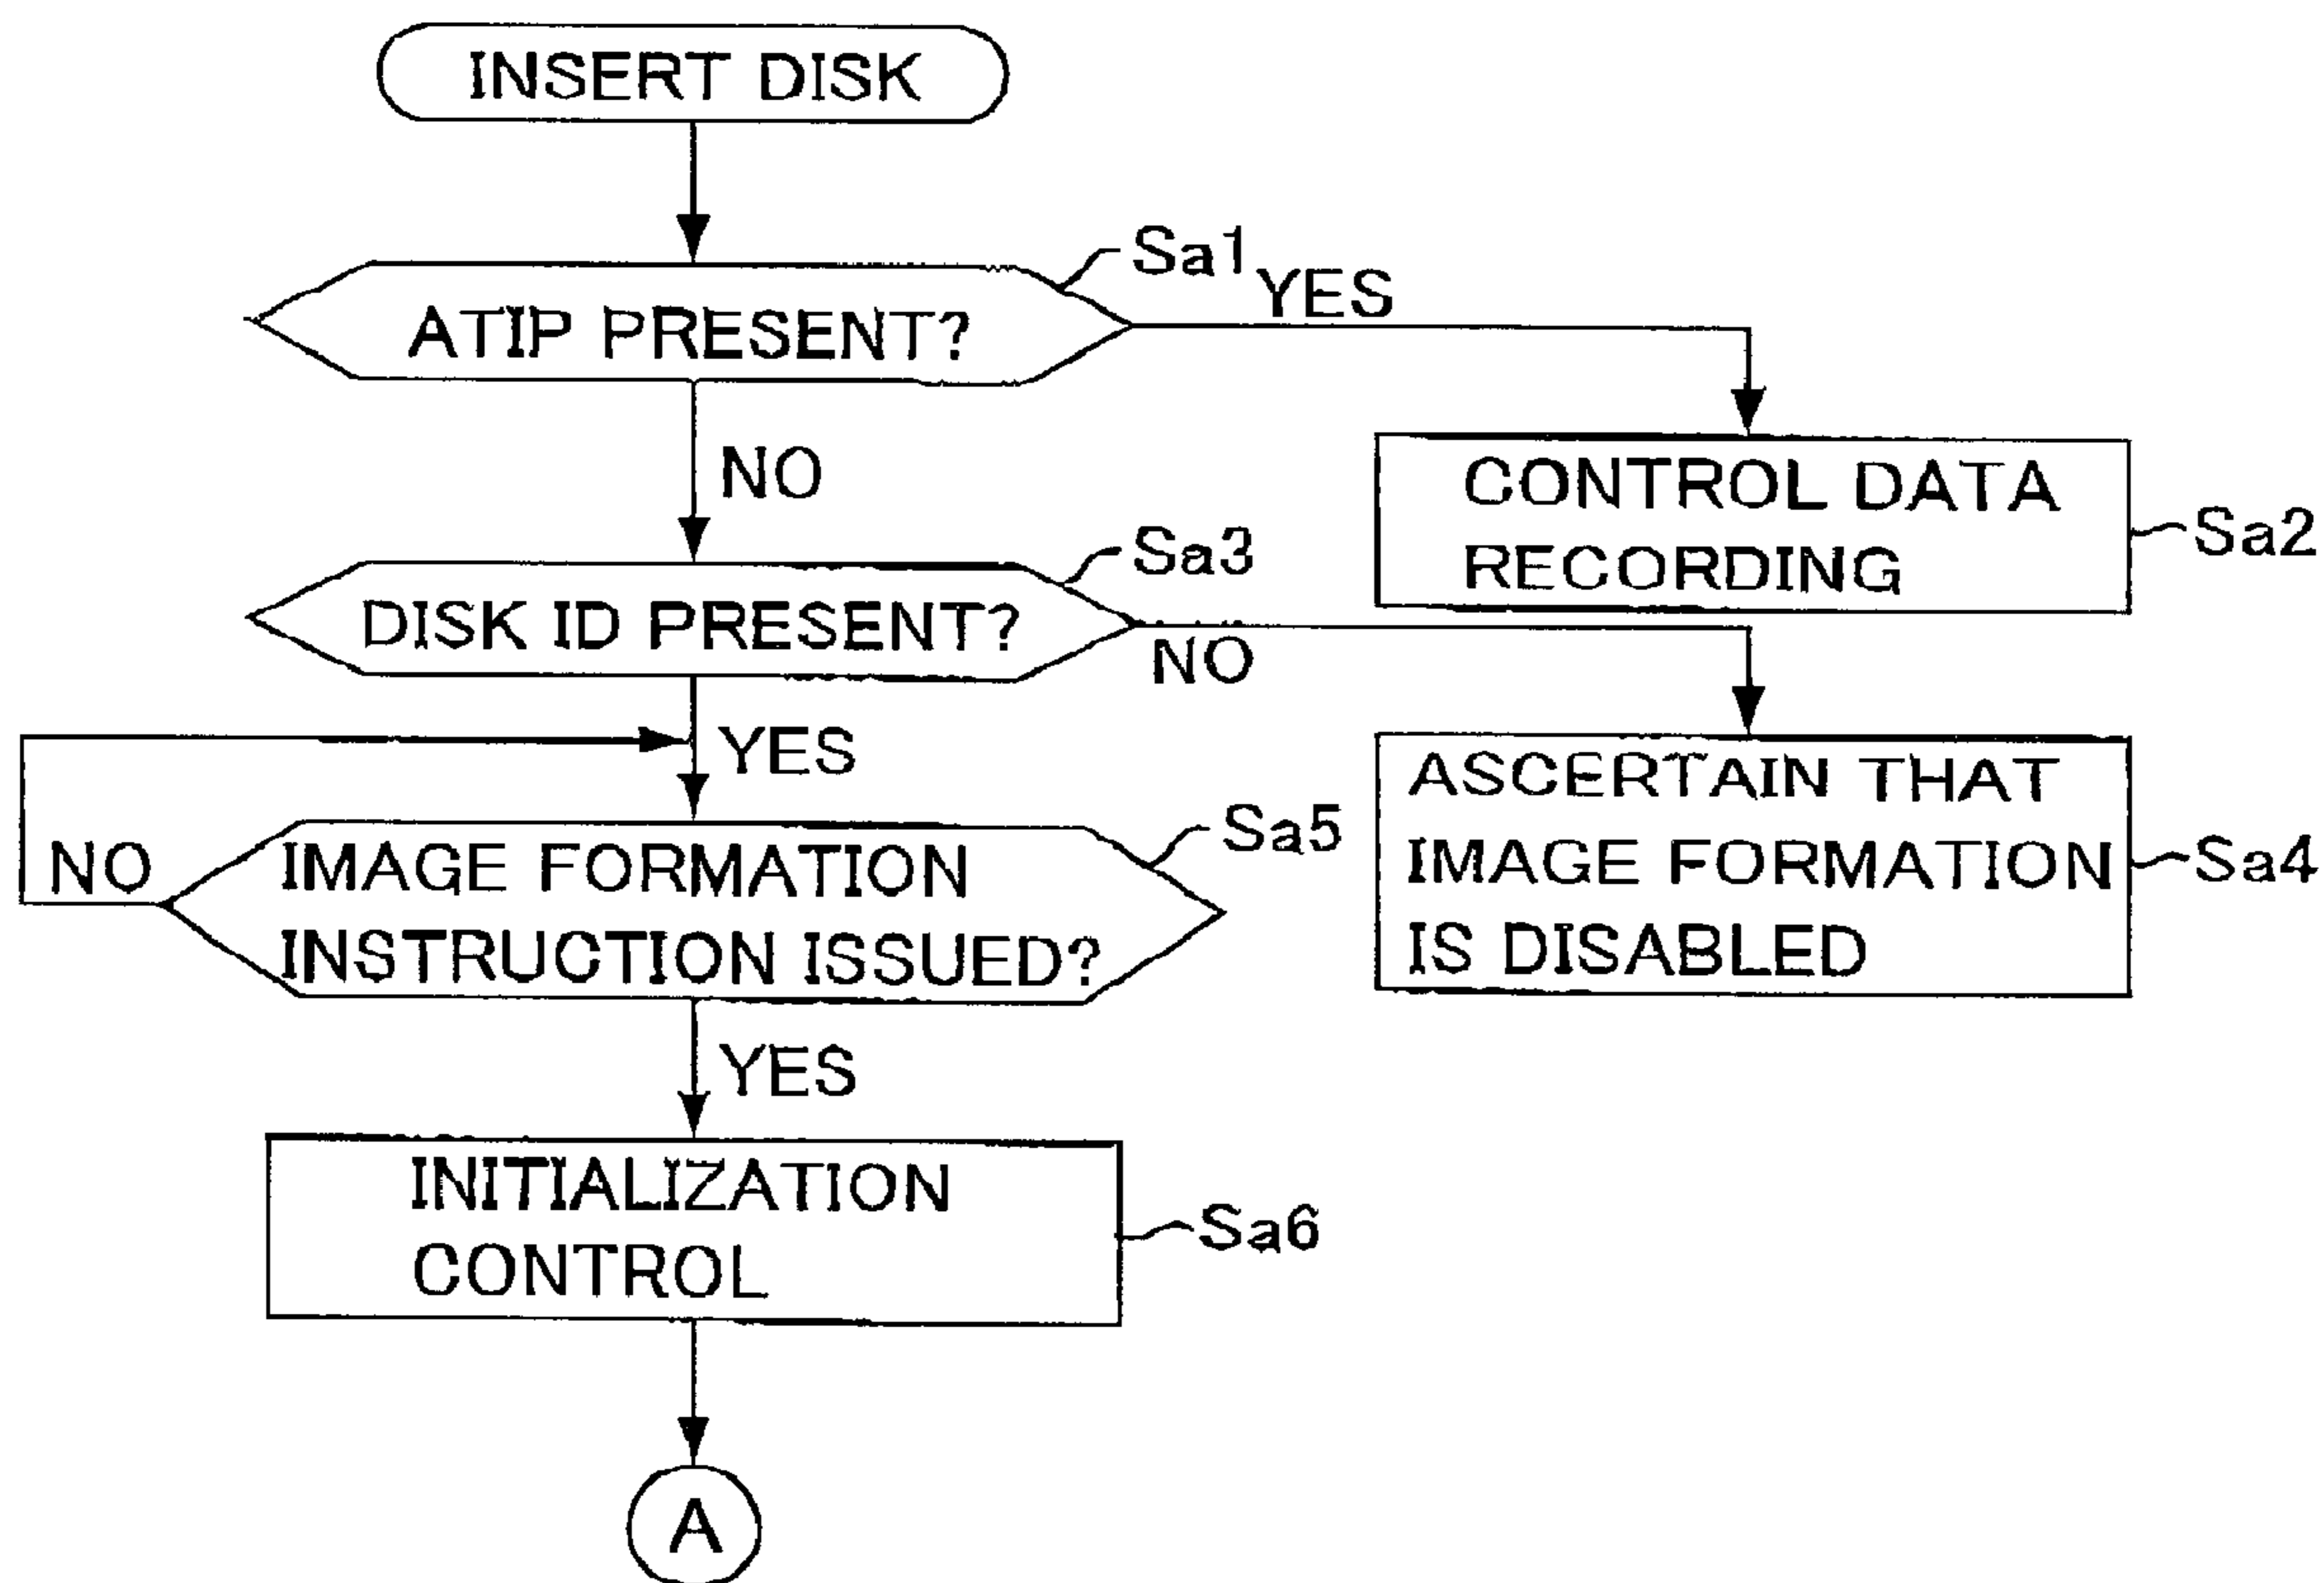 INSERT DISK
Sa1
YES
ATIP PRESENT?
NO
CONTROL DATA
RECORDING
Sa2
Sa3
DISK ID PRESENT?
NO
YES
ASCERTAIN THAT
IMAGE FORMATION
IS DISABLED
Sa4
Sa5
NO
IMAGE FORMATION
INSTRUCTION ISSUED?
YES
INITIALIZATION
CONTROL
Sa6
A